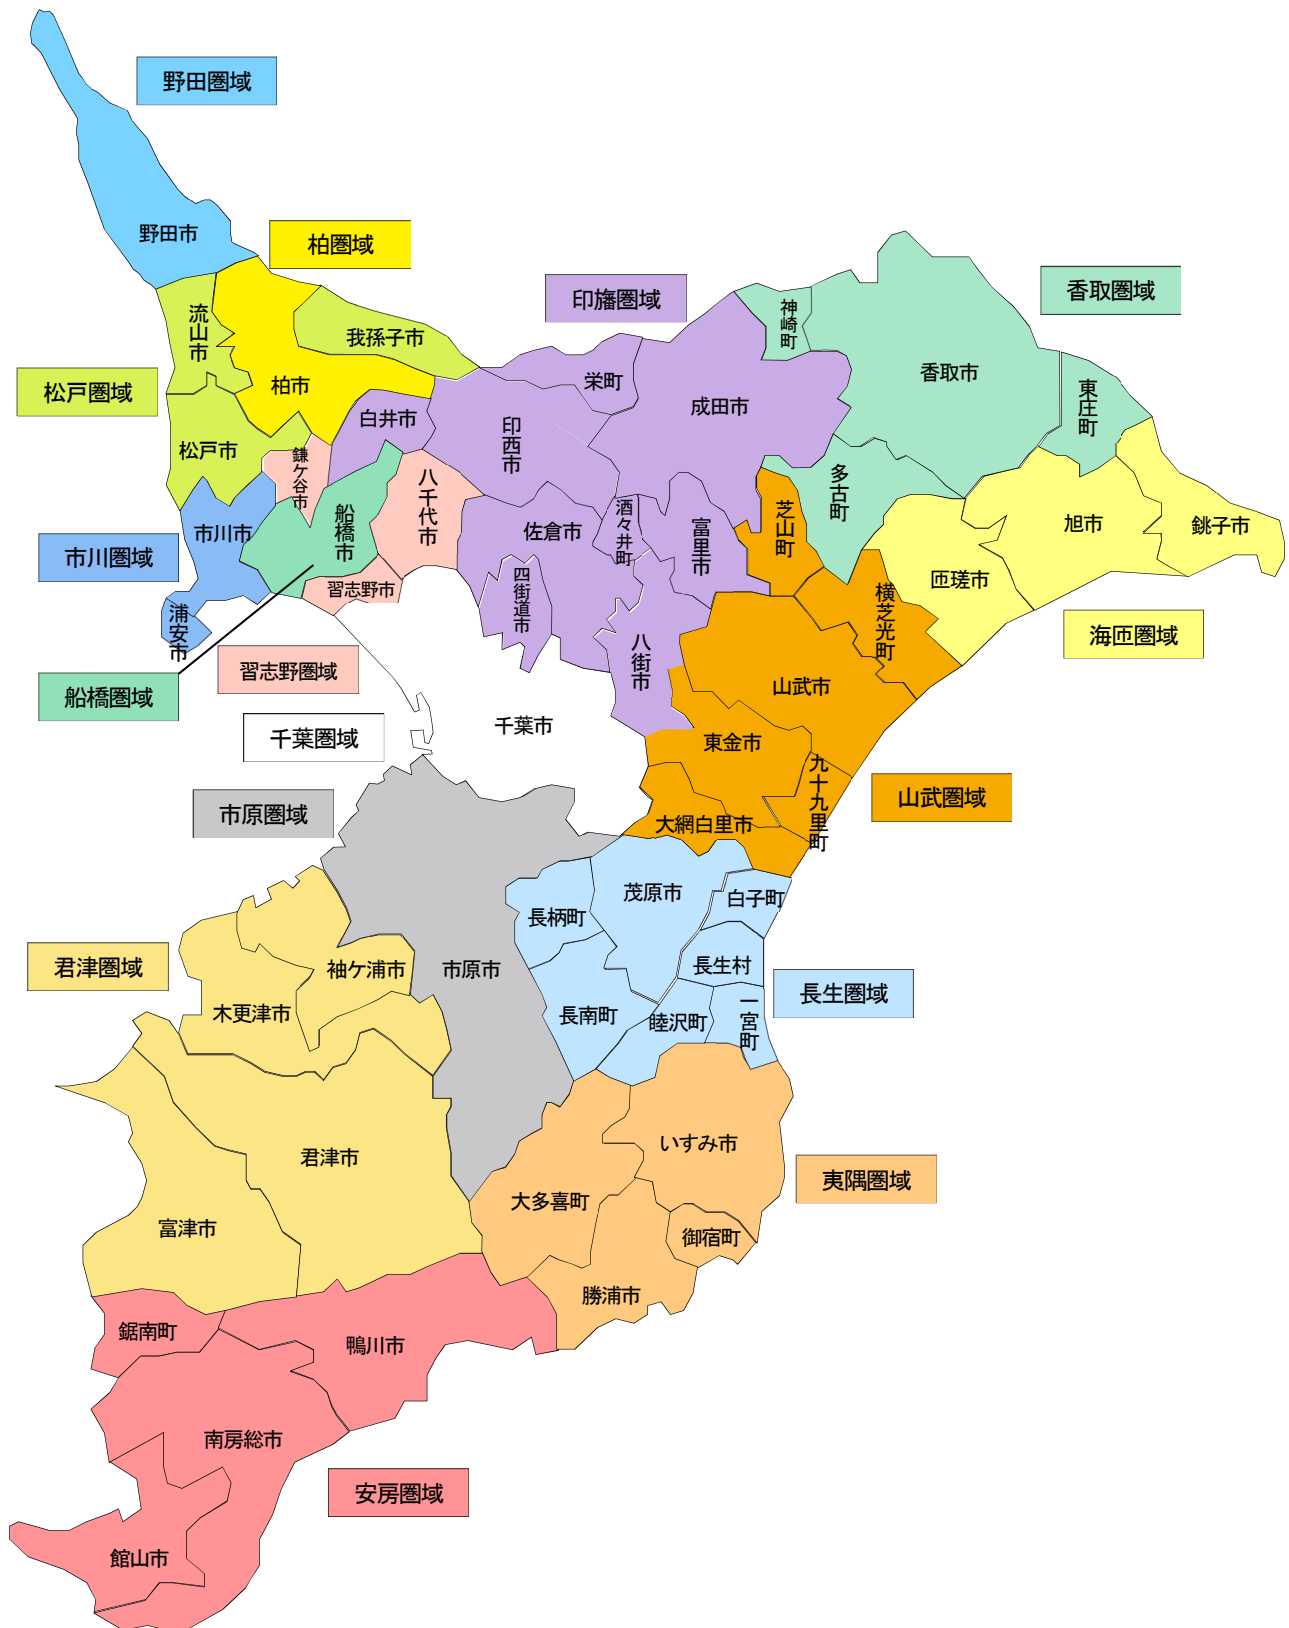 野田圏域
野田市
柏圏域
印旛圏域
香取圏域
流山市
我孫子市
神崎町
松戸圏域
柏市
栄町
成田市
香取市
東庄町
松戸市
白井市
印西市
鎌ケ谷市
八千代市
多古町
市川圏域
市川市
船橋市
佐倉市
酒々井町
富里市
芝山町
旭市
銚子市
習志野市
四街道市
匝瑳市
横芝光町
海匝圏域
浦安市
八街市
習志野圏域
船橋圏域
山武市
千葉圏域
千葉市
東金市
九十九里町
山武圏域
市原圏域
大網白里市
茂原市
白子町
長柄町
君津圏域
袖ケ浦市
市原市
長生村
長生圏域
木更津市
長南町
睦沢町
一宮町
君津市
いすみ市
夷隅圏域
大多喜町
富津市
御宿町
勝浦市
鋸南町
鴨川市
南房総市
安房圏域
館山市